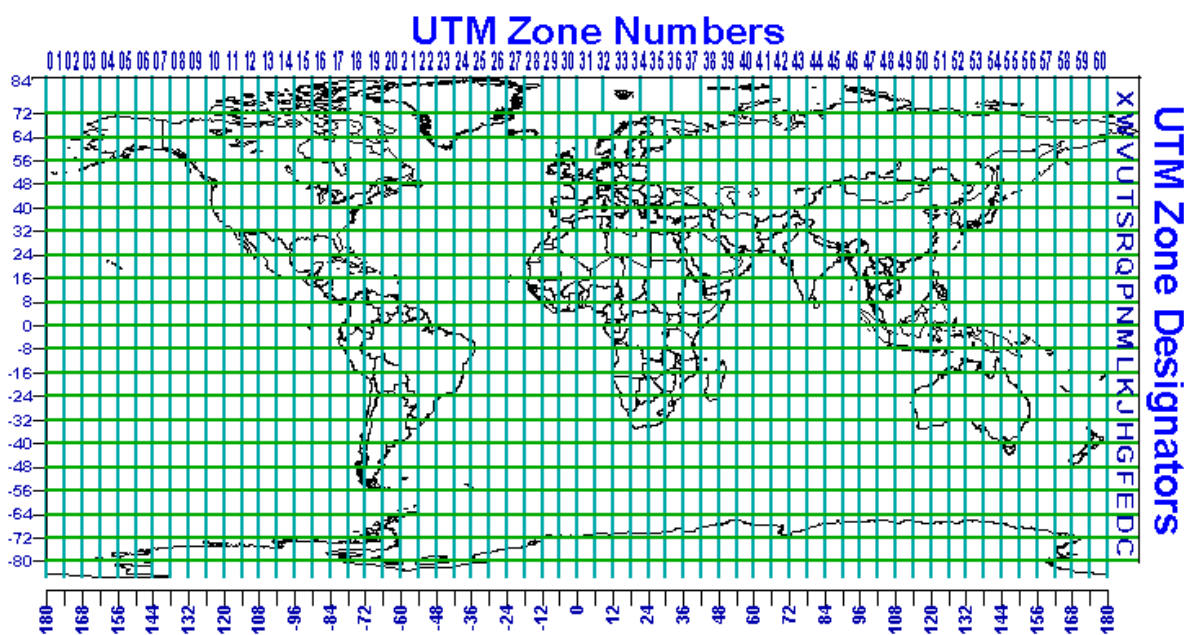 UTM Zone Numbers
01 02 03 04 05 06 07 08 09 10 11 12 13 14 15 16 17 18 19 20 21 22 23 24 25 26 27 28 29 30 31 32 33 34 35 36 37 38 39 40 41 42 43 44 45 46 47 48 49 50 51 52 53 54 55 56 57 58 59 60
84
72
64
56
48
40
32
24
16
8
0
-8
-16
-24
-32
-40
-48
-56
-64
-72
-80
X
W
V
U
T
S
R
Q
P
N
M
L
K
J
H
G
F
E
D
C
UTM Zone Designators
180 168 156 144 132 120 108 -96 -84 -72 -60 -48 -36 -24 -12 0 12 24 36 48 60 72 84 96 108 120 132 144 156 168 180